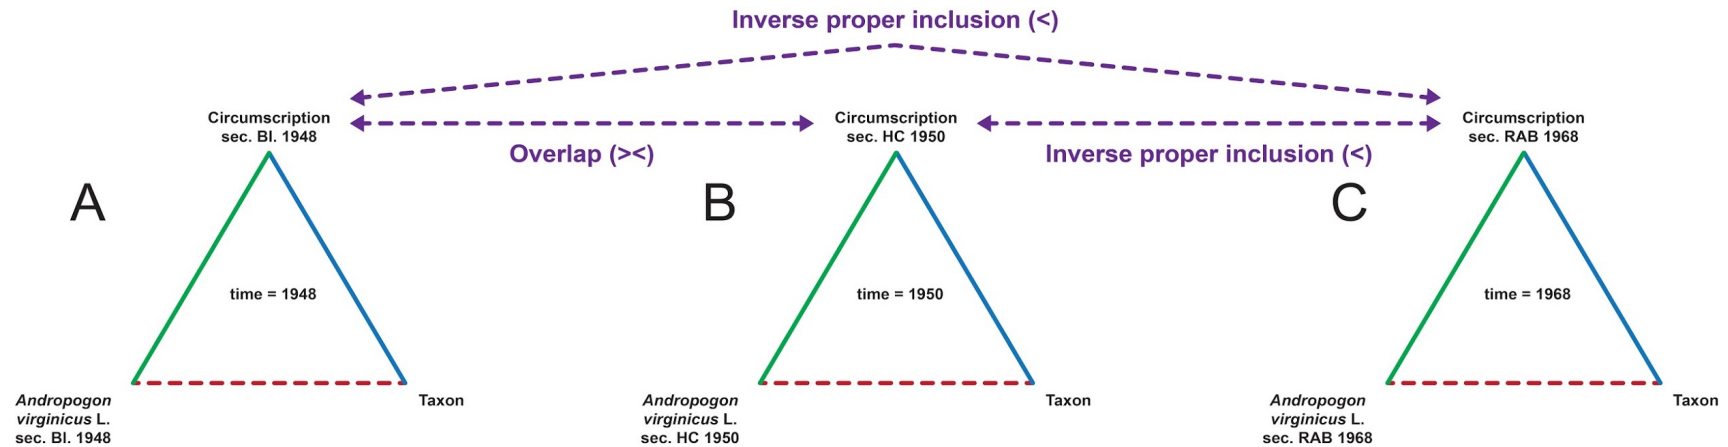 Inverse proper inclusion (<)
Circumscription
sec. Bl. 1948
Circumscription
sec. HC 1950
Circumscription
sec. RAB 1968
Overlap (><)
Inverse proper inclusion (<)
A
B
C
time = 1948
time = 1950
time = 1968
Andropogon
virginicus L.
sec. Bl. 1948
Taxon
Andropogon
virginicus L.
sec. HC 1950
Taxon
Andropogon
virginicus L.
sec. RAB 1968
Taxon